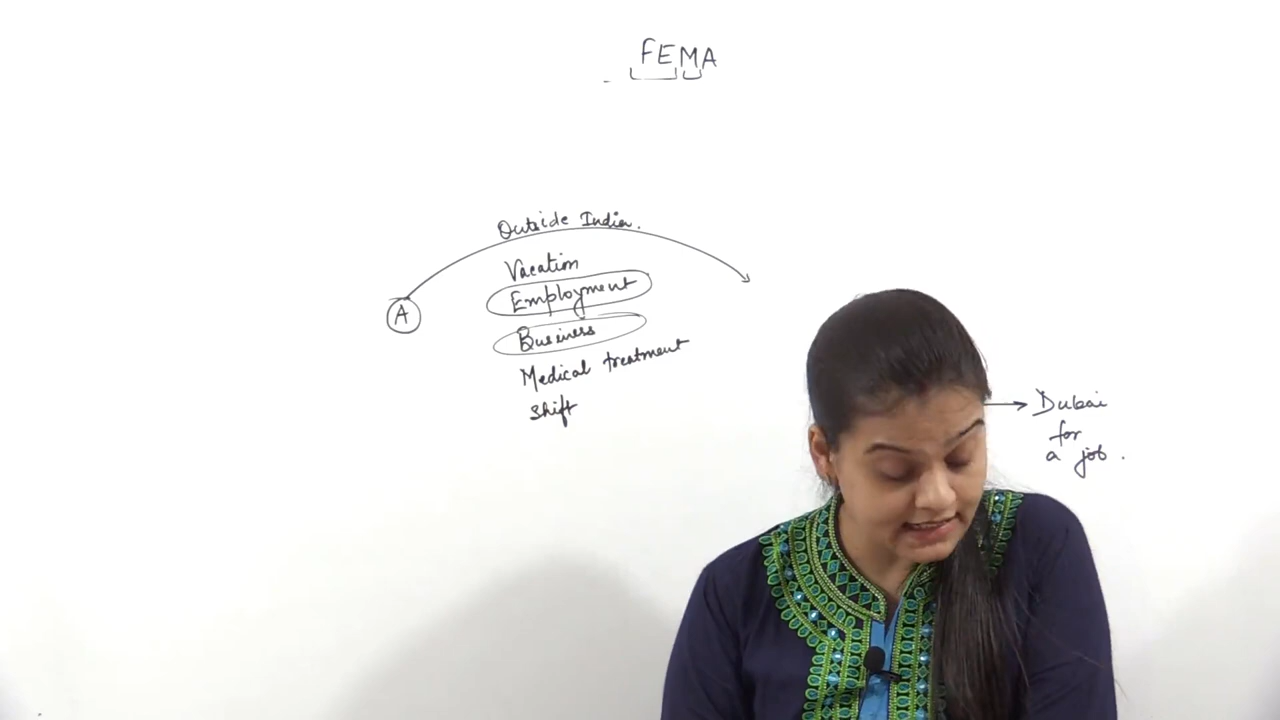 FEMA
Outside India.
Vacation
Employment
Business
Medical treatment
Shift
A
Dubai
for
a job.